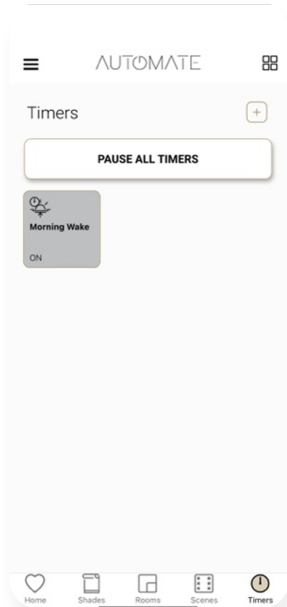 AUTOMATE
Timers
PAUSE ALL TIMERS
Morning Wake
ON
Home Shades Rooms Scenes Timers